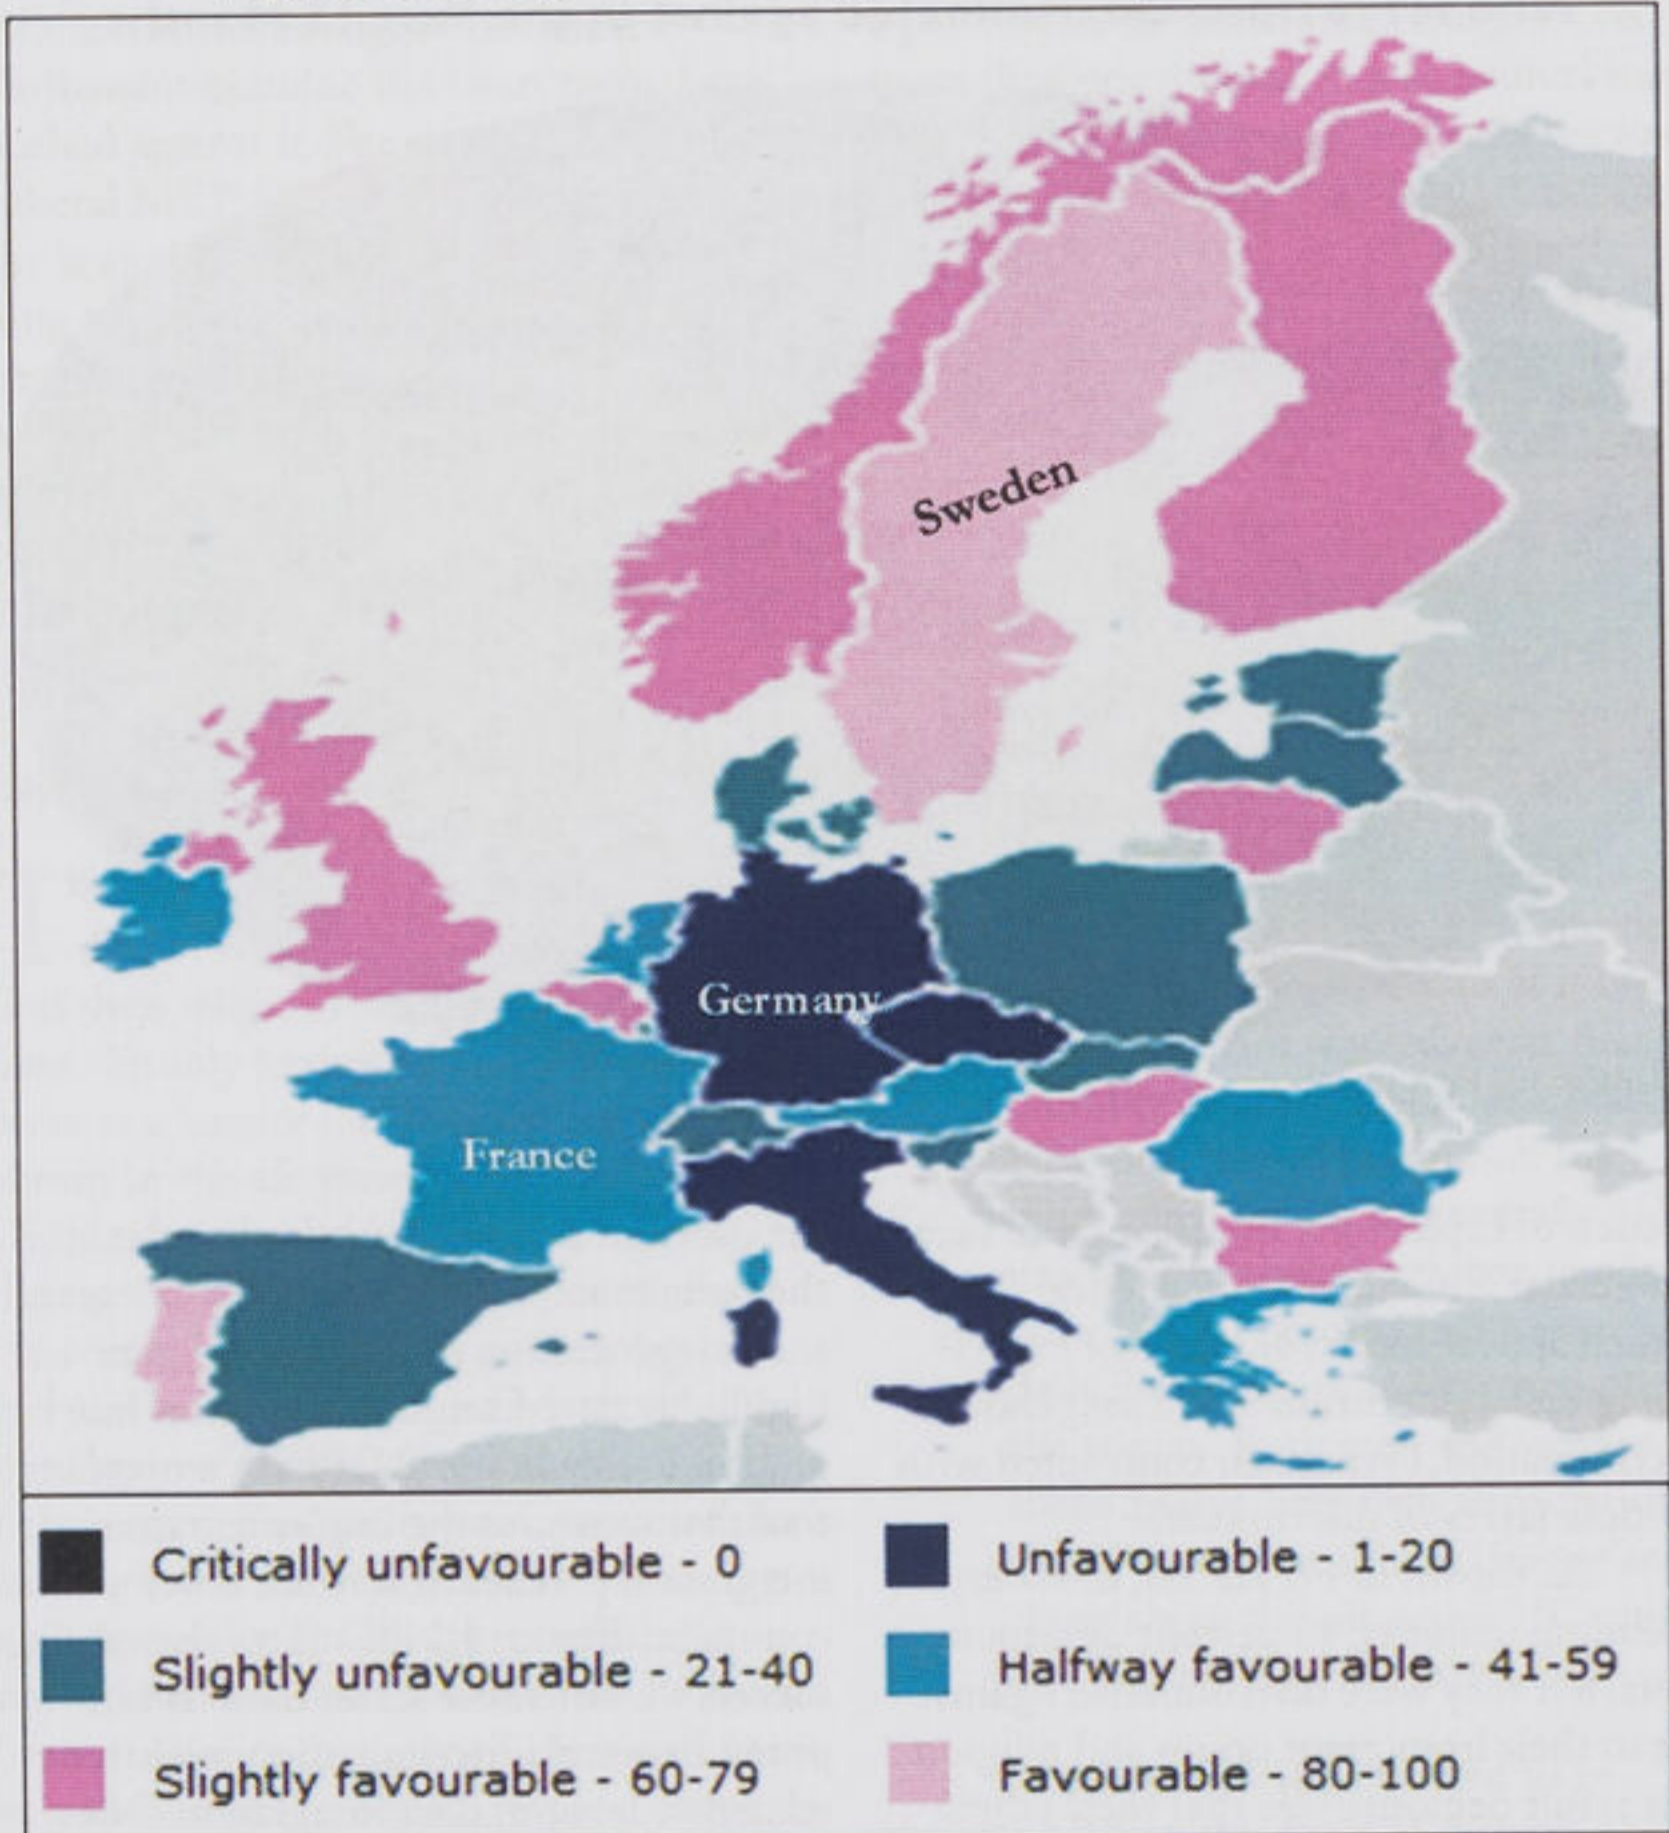 Sweden
Germany
France
Critically unfavourable - 0
Unfavourable - 1-20
Slightly unfavourable - 21-40
Halfway favourable - 41-59
Slightly favourable - 60-79
Favourable - 80-100